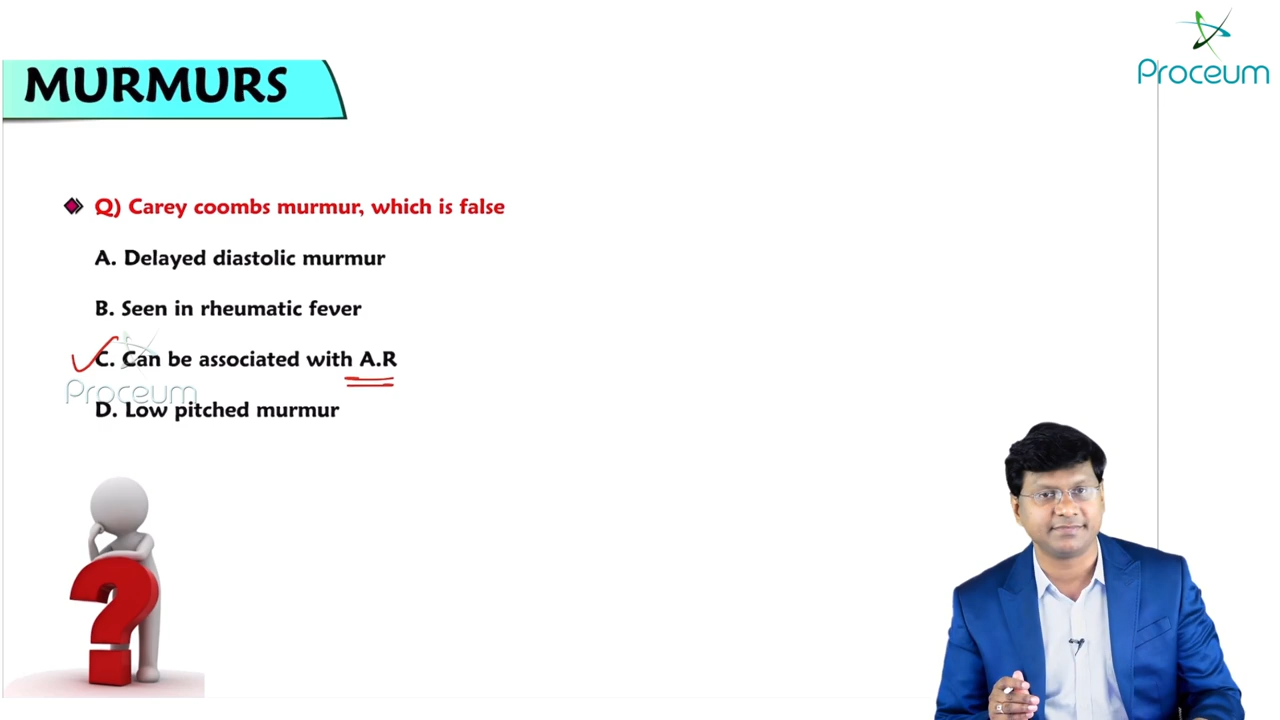 Proceum
MURMURS
Q) Carey coombs murmur, which is false
A. Delayed diastolic murmur
B. Seen in rheumatic fever
C. Can be associated with A.R
Proceum
D. Low pitched murmur